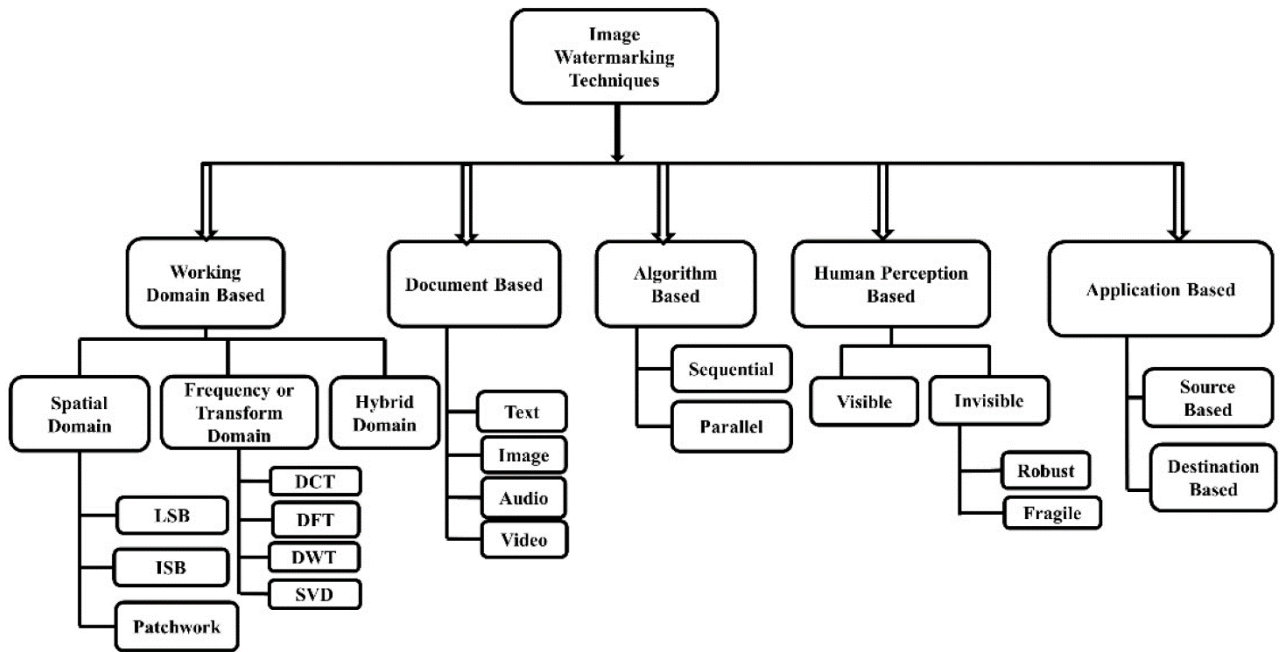 Image
Watermarking
Techniques
Working
Domain Based
Document Based
Algorithm
Based
Human Perception
Based
Application Based
Spatial
Domain
Frequency or
Transform
Domain
Hybrid
Domain
LSB
ISB
Patchwork
DCT
DFT
DWT
SVD
Text
Image
Audio
Video
Sequential
Parallel
Visible
Invisible
Robust
Fragile
Source
Based
Destination
Based